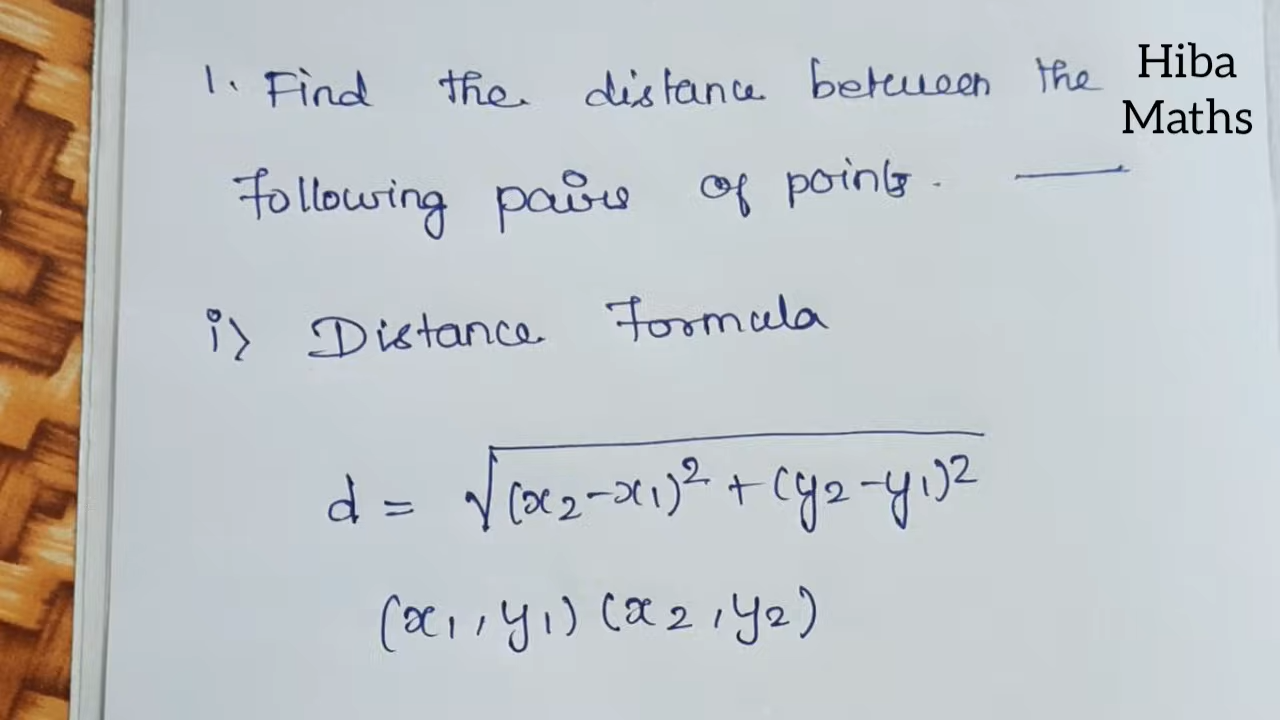 1. Find the distance between the
following pairs of points. —
i) Distance Formula
d = √(x₂-x₁)² + (y₂-y₁)²
(x₁, y₁) (x₂, y₂)
Hiba
Maths